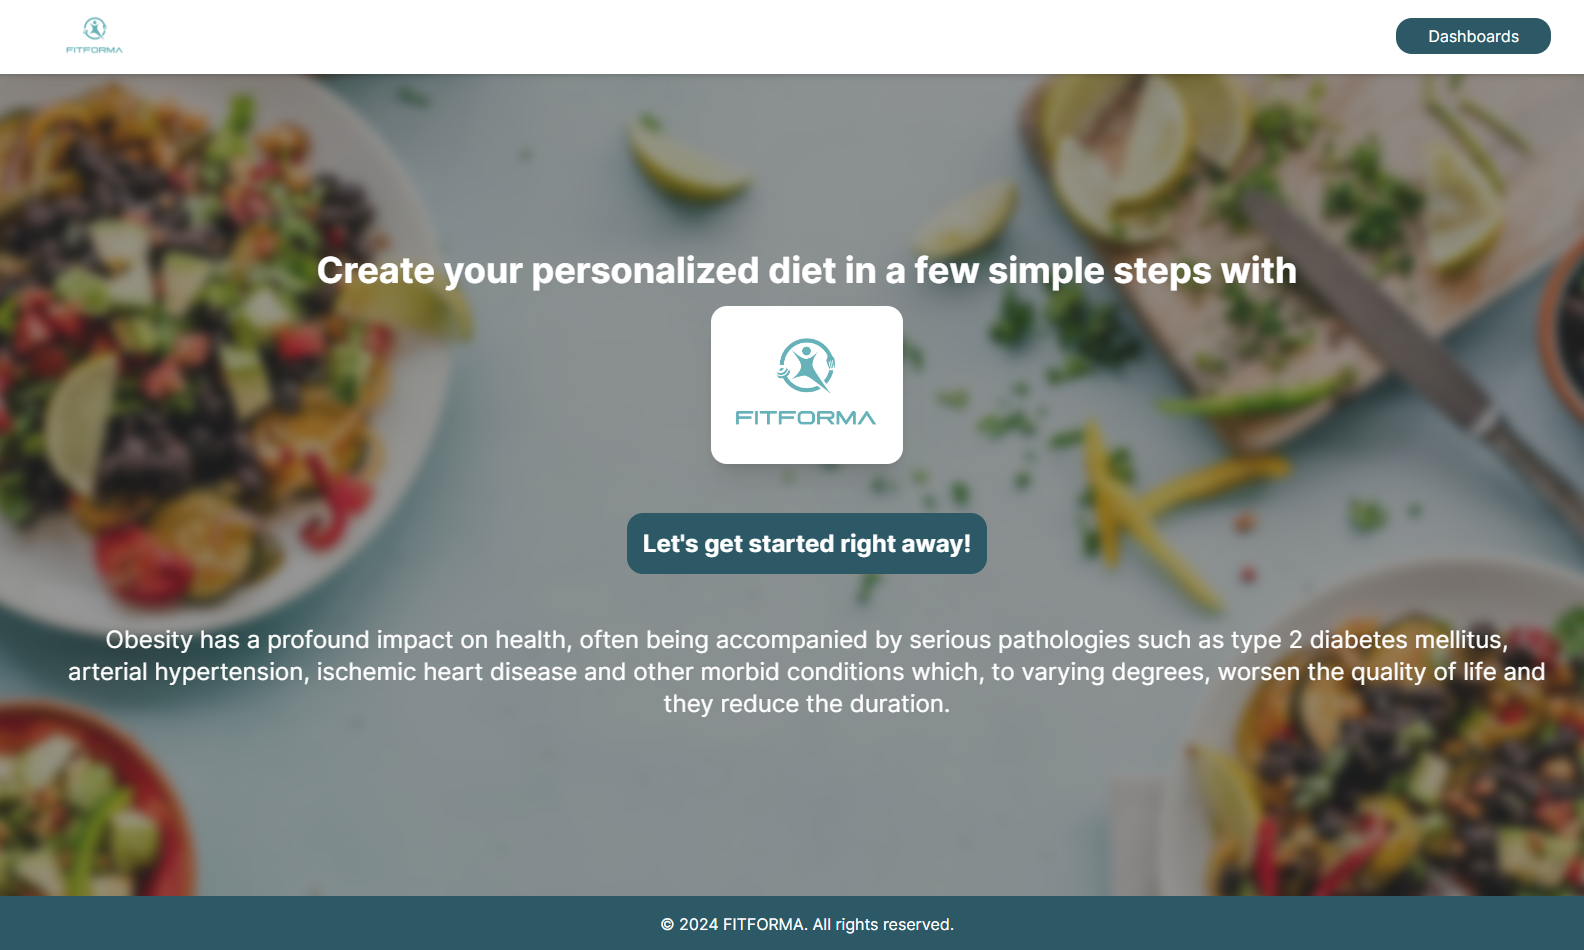 FITFORMA
Dashboards
Create your personalized diet in a few simple steps with
FITFORMA
Let's get started right away!
Obesity has a profound impact on health, often being accompanied by serious pathologies such as type 2 diabetes mellitus,
arterial hypertension, ischemic heart disease and other morbid conditions which, to varying degrees, worsen the quality of life and
they reduce the duration.
© 2024 FITFORMA. All rights reserved.